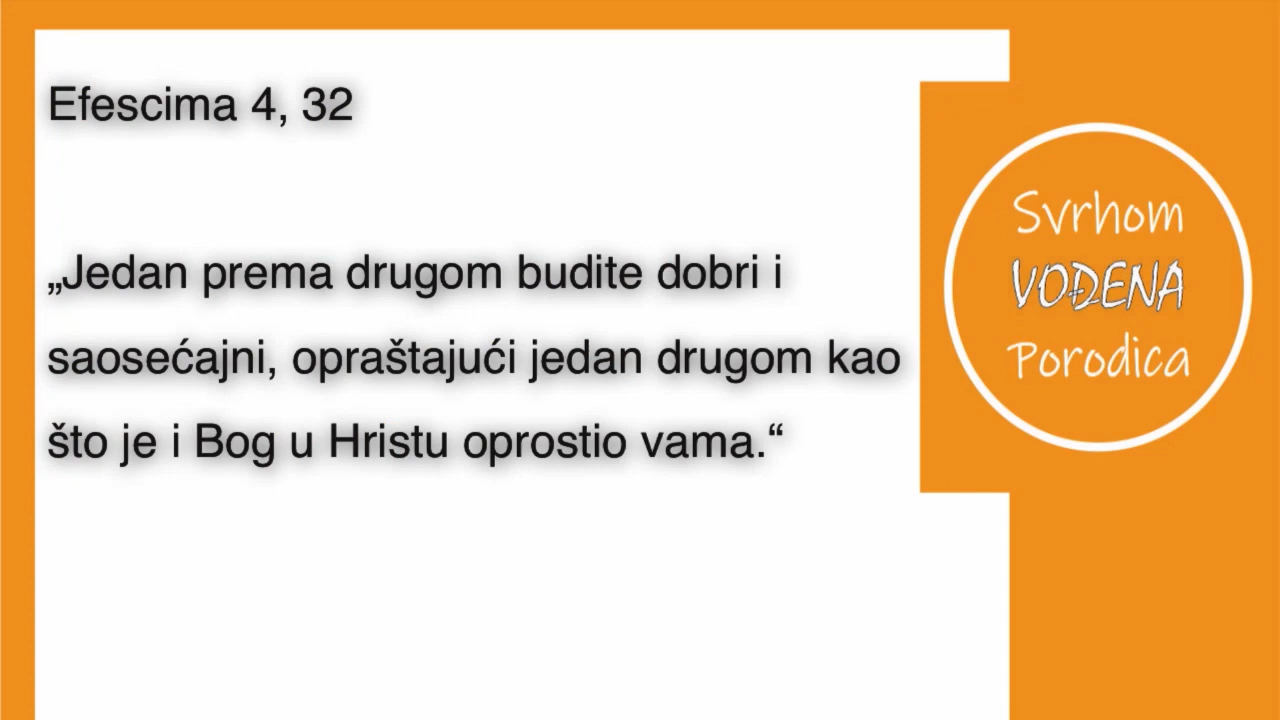 Efescima 4, 32
„Jedan prema drugom budite dobri i
saosećajni, opraštajući jedan drugom kao
što je i Bog u Hristu oprostio vama.“
Svrhom
VOĐENA
Porodica